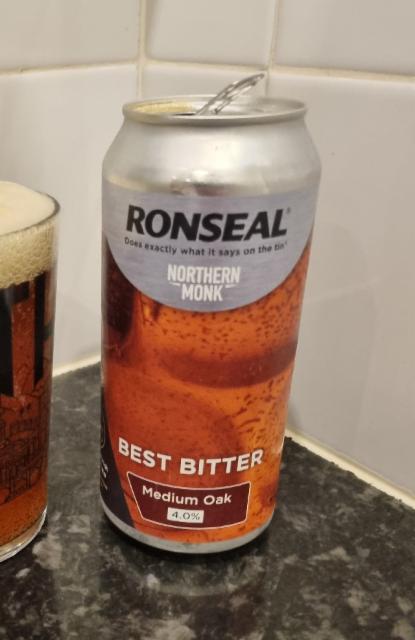 RONSEAL®
Does exactly what it says on the tin®
NORTHERN
MONK
BEST BITTER
Medium Oak
4.0%